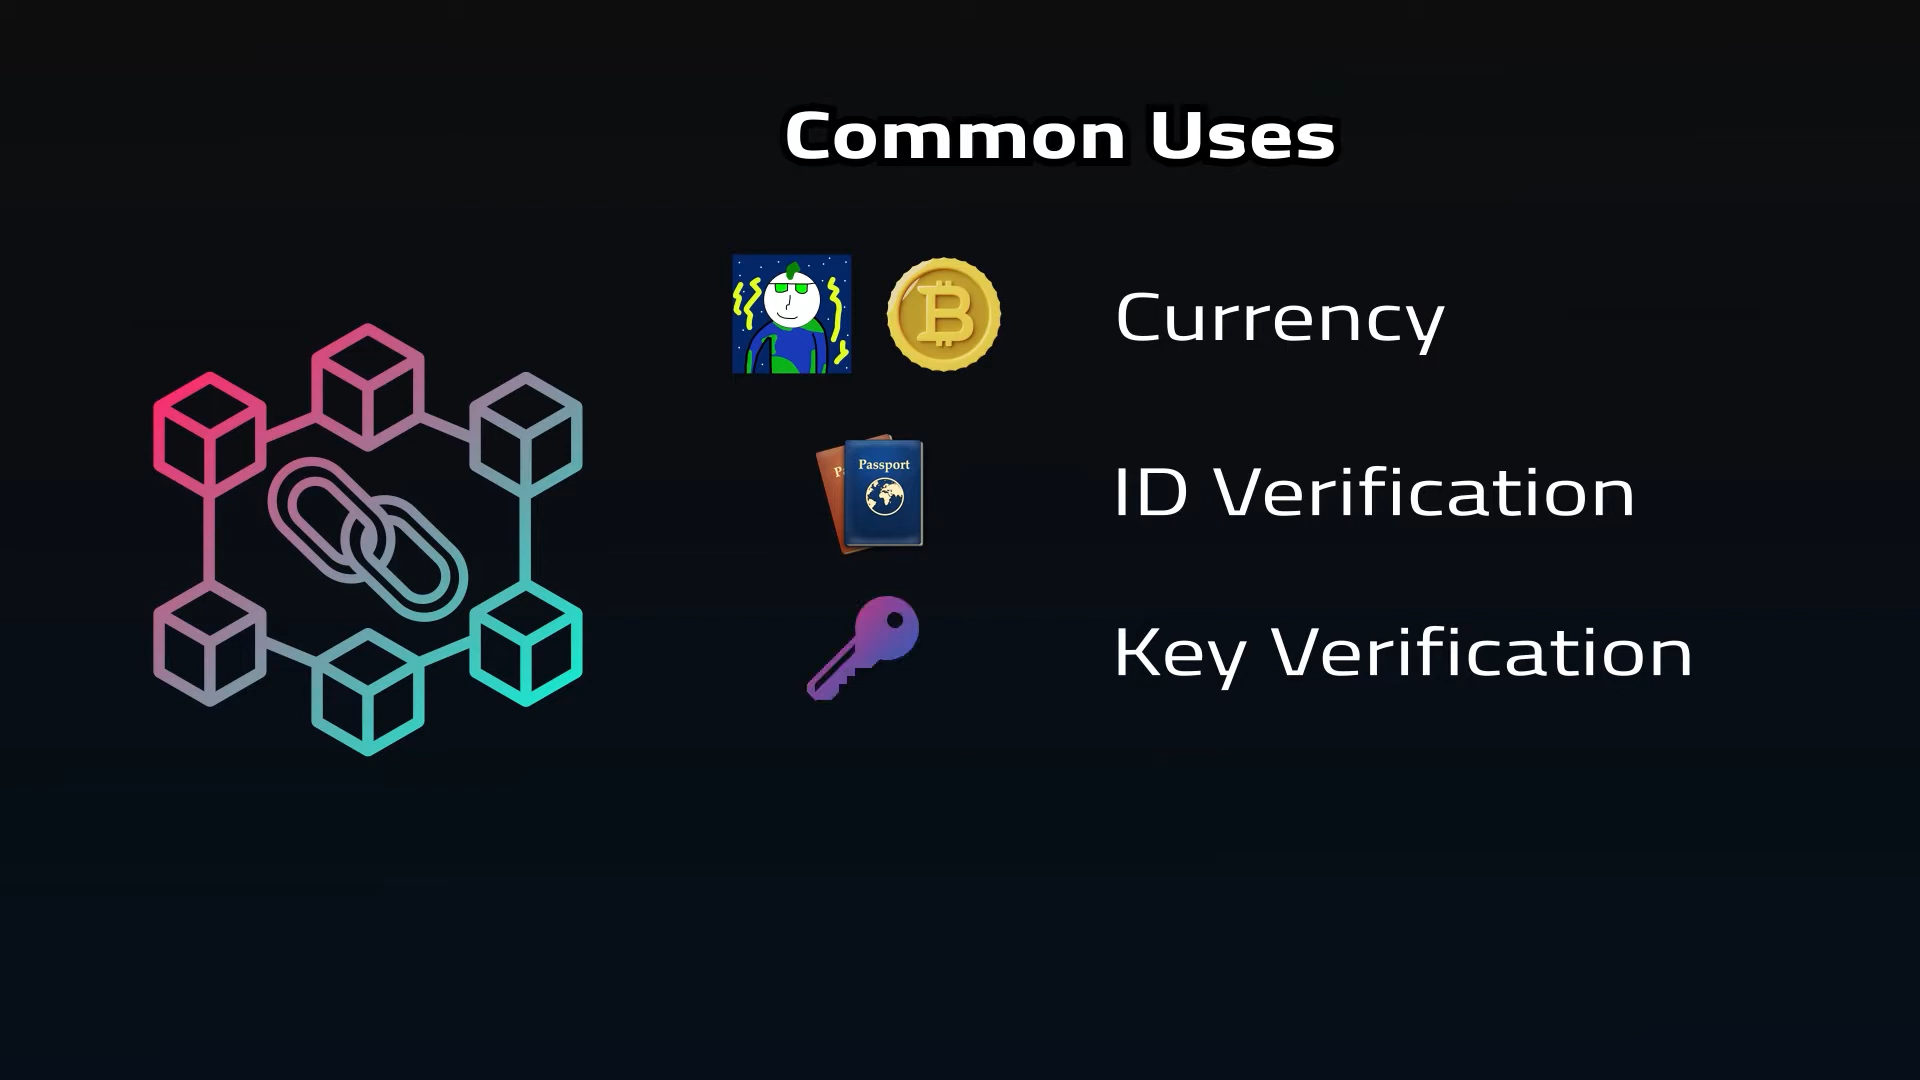 Common Uses
Currency
Passport
ID Verification
Key Verification